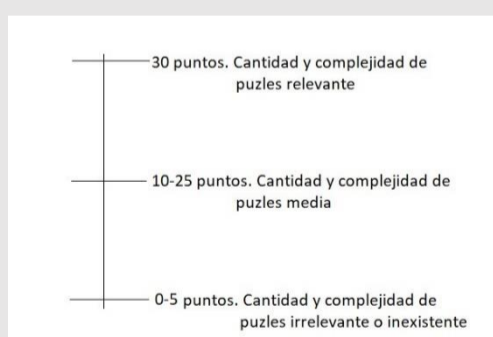 30 puntos. Cantidad y complejidad de
puzles relevante
10-25 puntos. Cantidad y complejidad de
puzles media
0-5 puntos. Cantidad y complejidad de
puzles irrelevante o inexistente